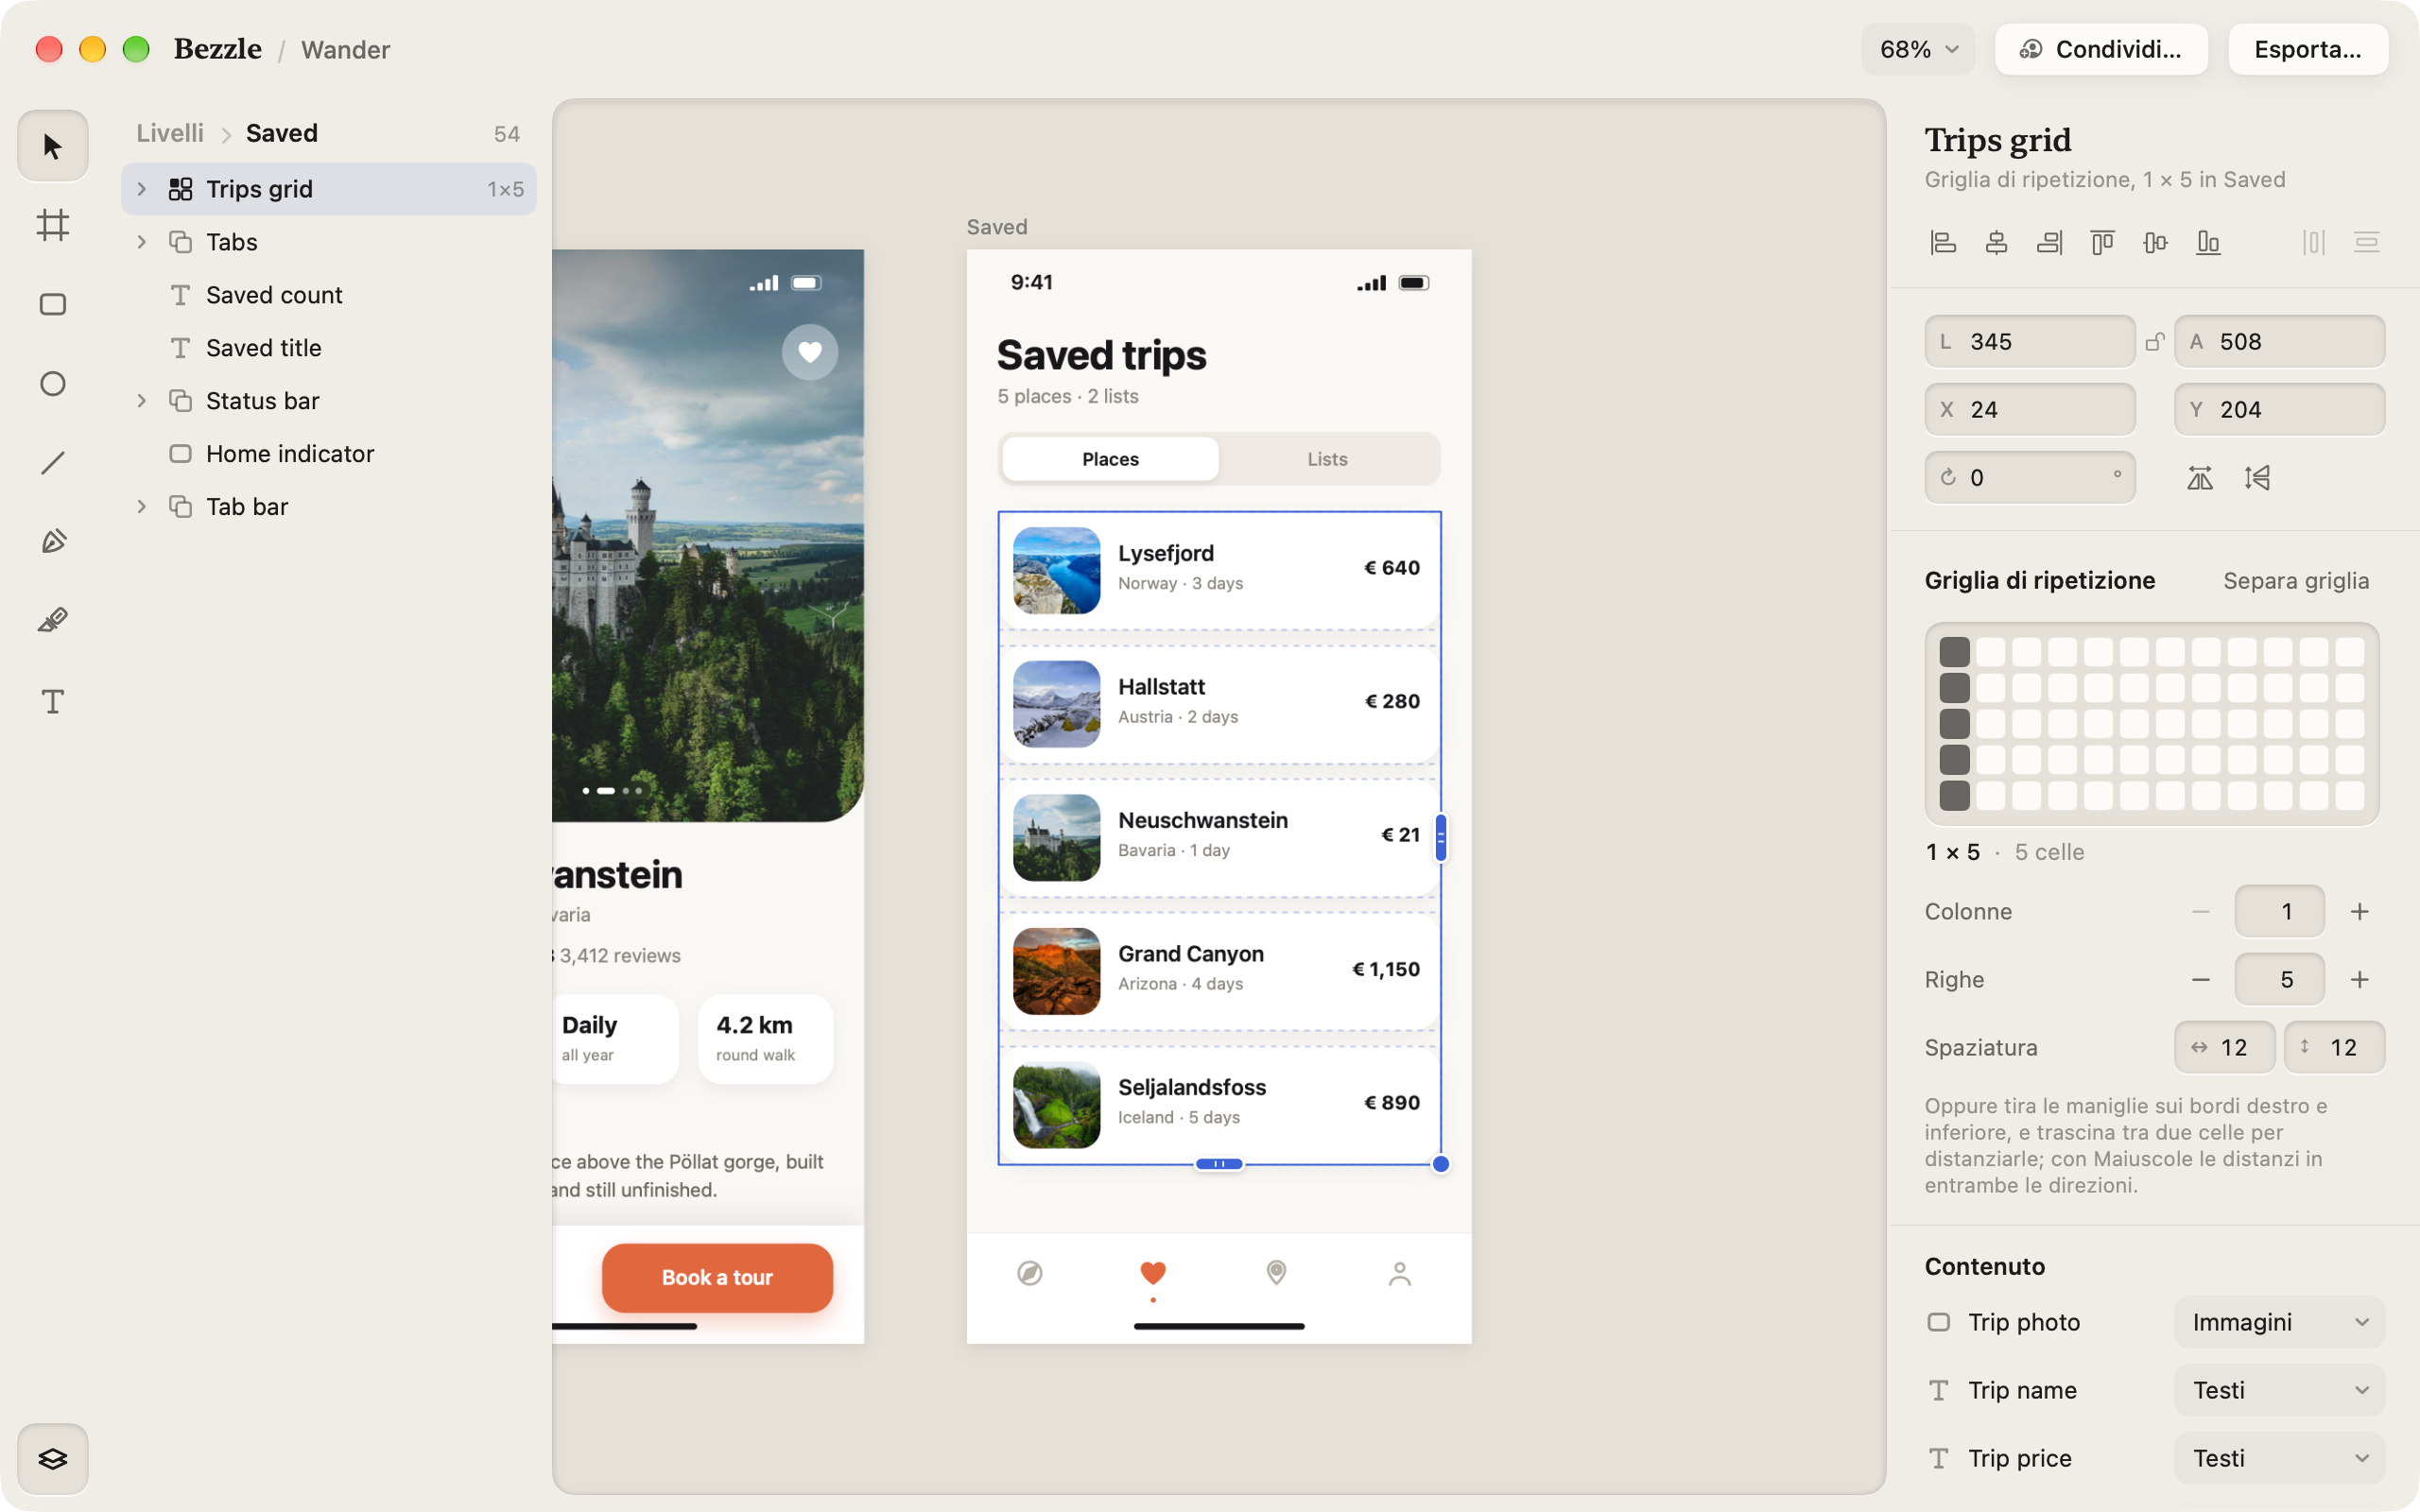 Bezzle / Wander
68%
Condividi...
Esporta...
Livelli > Saved 54
Trips grid 1×5
Tabs
Saved count
Saved title
Status bar
Home indicator
Tab bar
anstein
varia
3,412 reviews
Daily
all year
4.2 km
round walk
ce above the Pöllat gorge, built
and still unfinished.
Book a tour
Saved
9:41
Saved trips
5 places · 2 lists
Places
Lists
Lysefjord
Norway · 3 days
€ 640
Hallstatt
Austria · 2 days
€ 280
Neuschwanstein
Bavaria · 1 day
€ 21
Grand Canyon
Arizona · 4 days
€ 1,150
Seljalandsfoss
Iceland · 5 days
€ 890
Trips grid
Griglia di ripetizione, 1 × 5 in Saved
L 345
A 508
X 24
Y 204
0 °
Griglia di ripetizione
Separa griglia
1 × 5 · 5 celle
Colonne − 1 +
Righe − 5 +
Spaziatura 12 12
Oppure tira le maniglie sui bordi destro e
inferiore, e trascina tra due celle per
distanziarle; con Maiuscole le distanzi in
entrambe le direzioni.
Contenuto
Trip photo Immagini
Trip name Testi
Trip price Testi